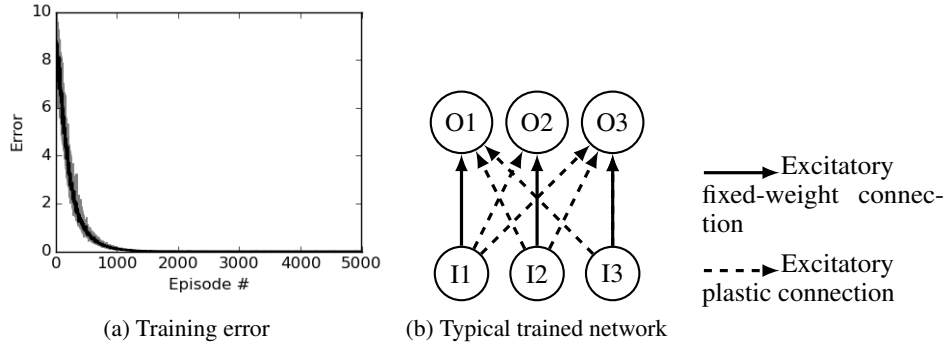 10
8
6
4
2
0
Error
0 1000 2000 3000 4000 5000
Episode #
(a) Training error
O1 O2 O3
I1 I2 I3
(b) Typical trained network
Excitatory
fixed-weight connec-
tion
Excitatory
plastic connection